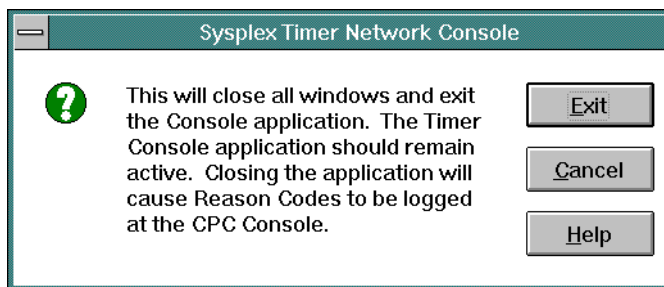 Sysplex Timer Network Console
This will close all windows and exit
the Console application. The Timer
Console application should remain
active. Closing the application will
cause Reason Codes to be logged
at the CPC Console.
Exit
Cancel
Help